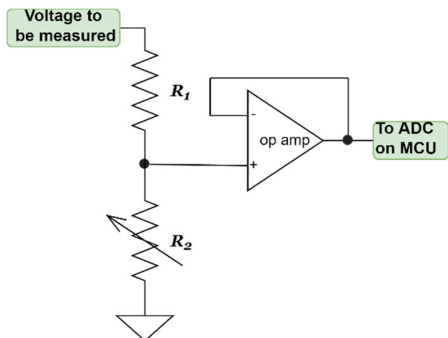 Voltage to
be measured
R1
-
op amp
+
To ADC
on MCU
R2